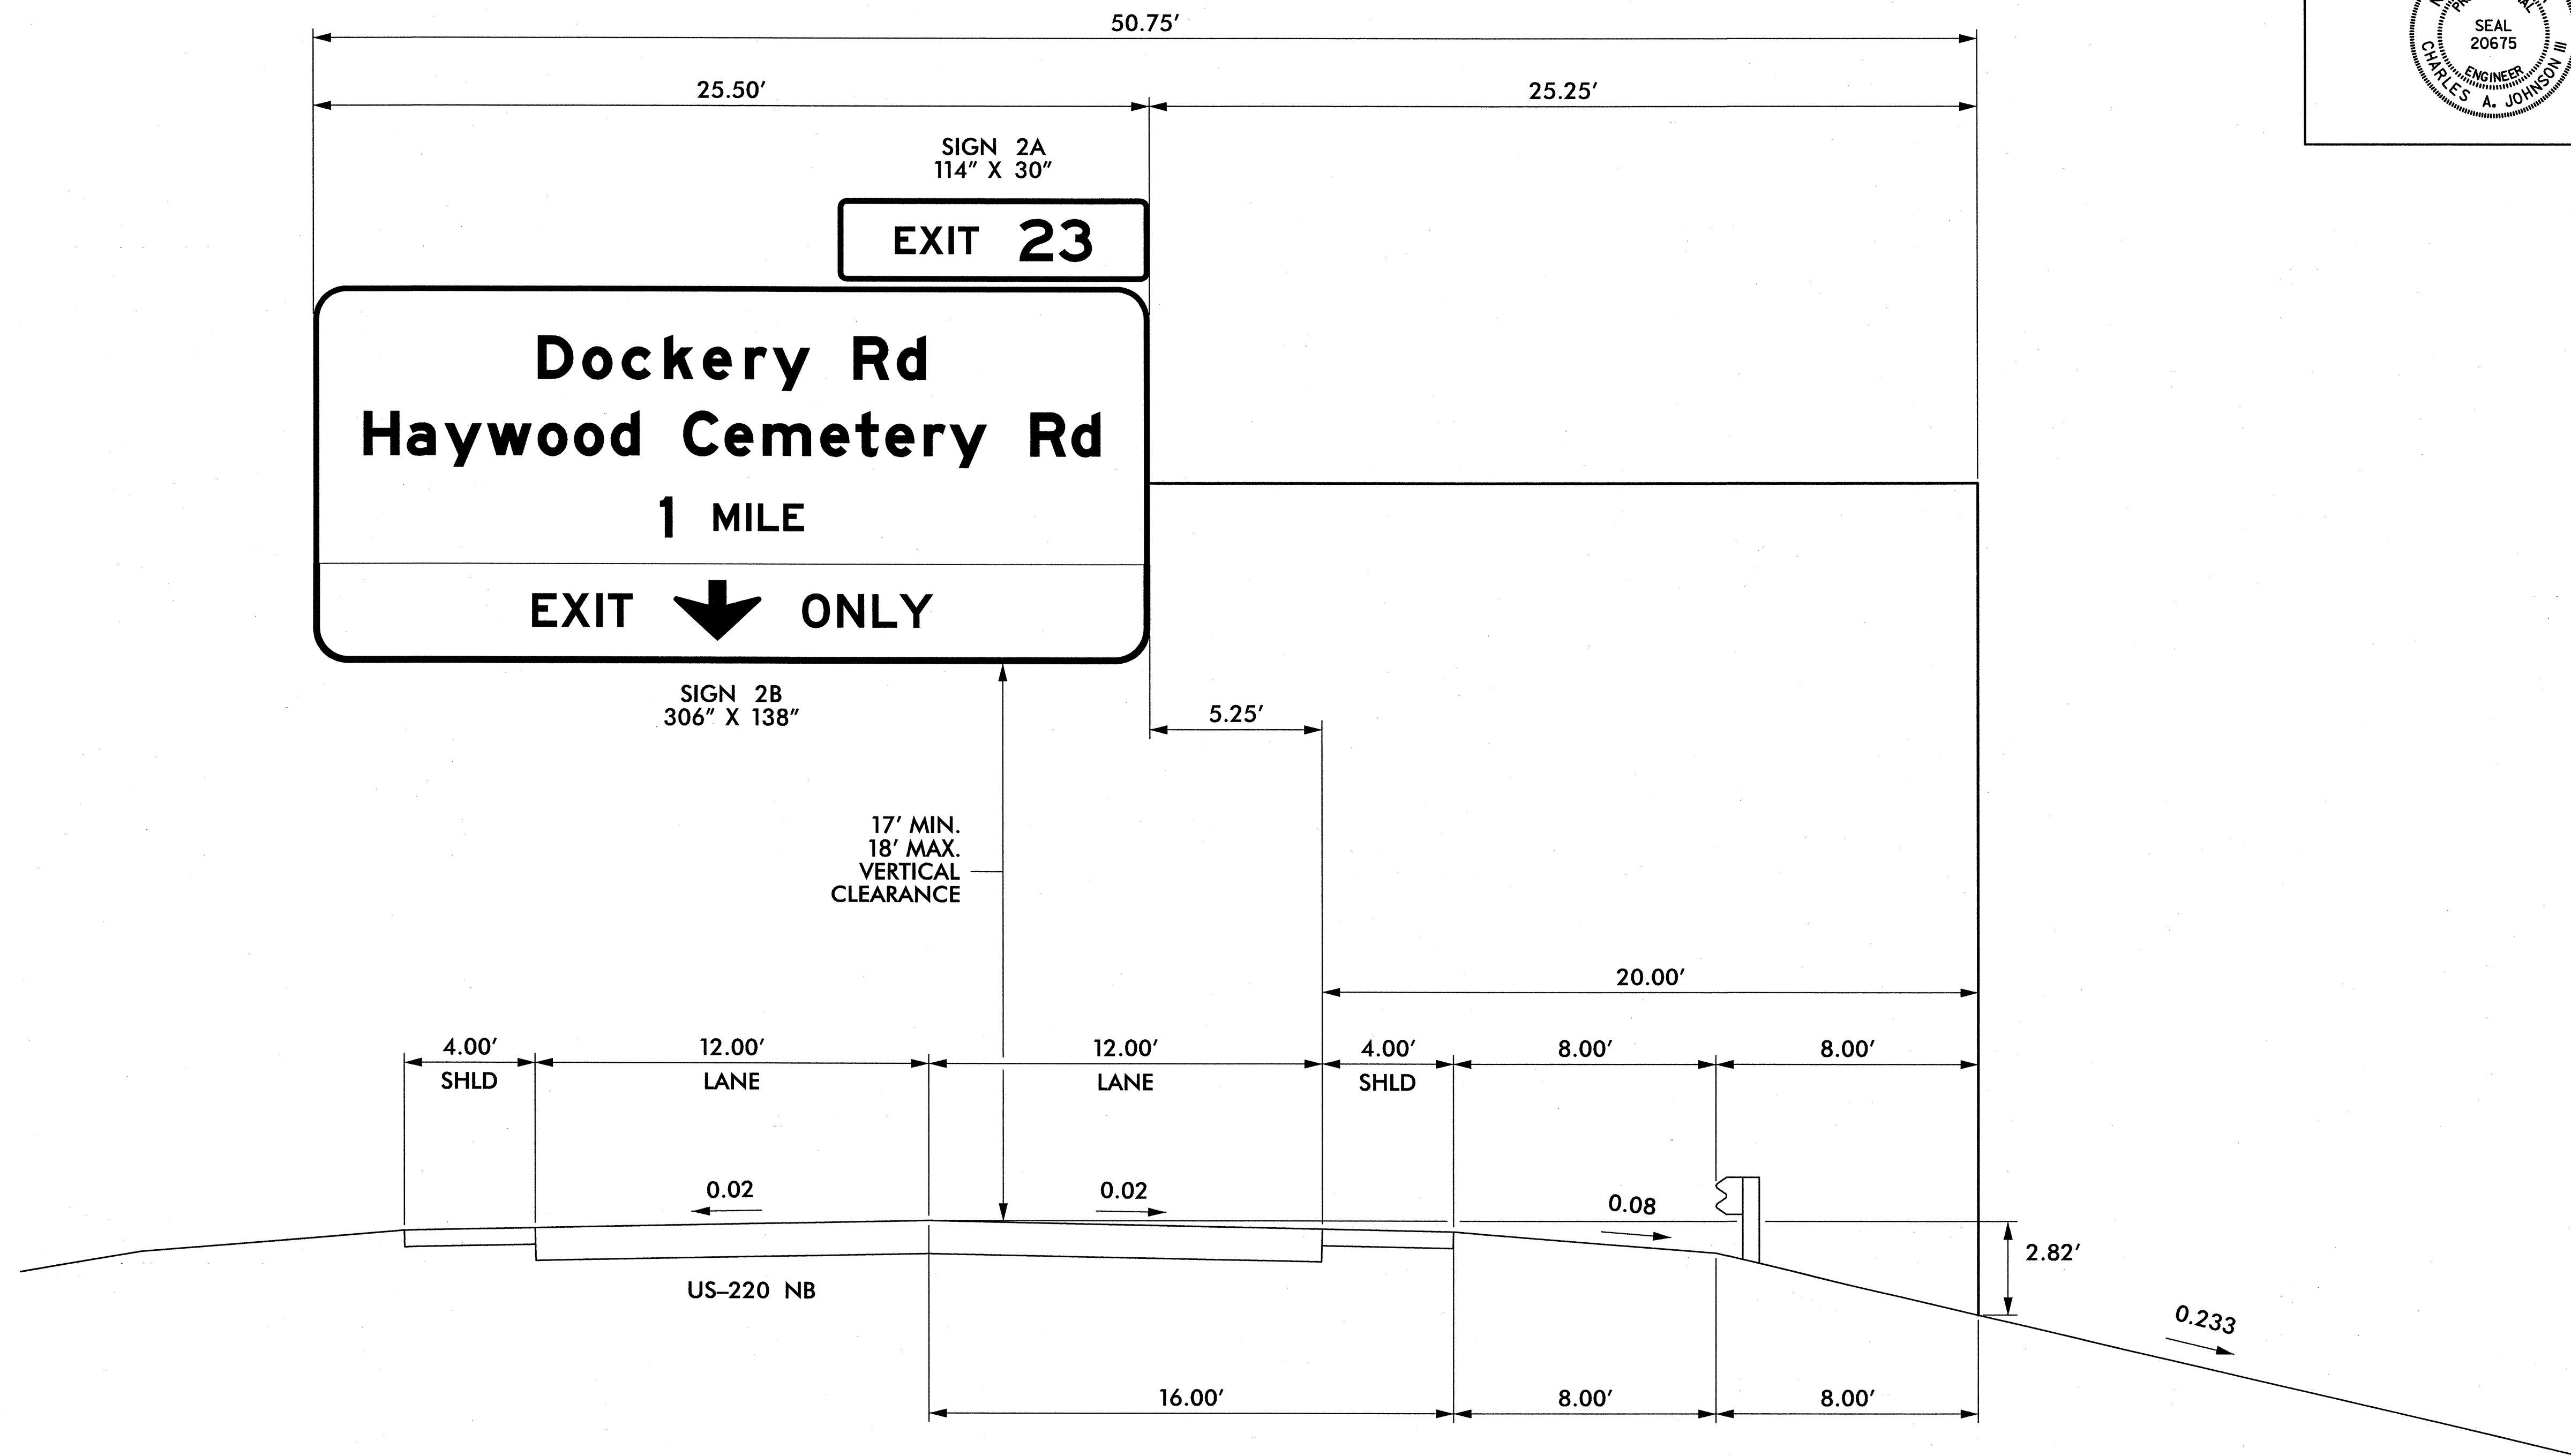 50.75'
25.50'
25.25'
SEAL
20675
ENGINEER
CHARLES A. JOHNSON III
SIGN 2A
114" X 30"
EXIT 23
Dockery Rd
Haywood Cemetery Rd
1 MILE
EXIT ONLY
SIGN 2B
306" X 138"
5.25'
17' MIN.
18' MAX.
VERTICAL
CLEARANCE
20.00'
4.00' 12.00' 12.00' 4.00' 8.00' 8.00'
SHLD LANE LANE SHLD
0.02 0.02 0.08
2.82'
US–220 NB
0.233
16.00' 8.00' 8.00'